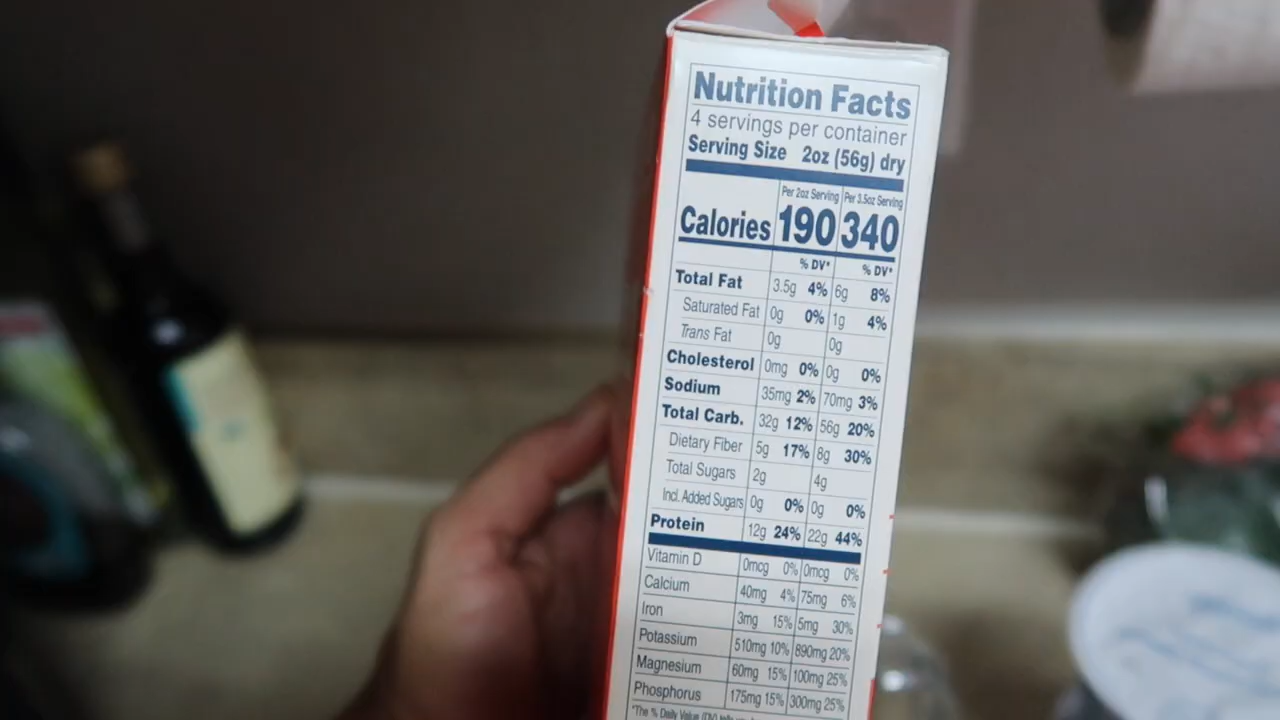 Nutrition Facts
4 servings per container
Serving Size 2oz (56g) dry
Per 2oz Serving Per 3.5oz Serving
Calories 190 340
% DV* % DV*
Total Fat 3.5g 4% 6g 8%
Saturated Fat 0g 0% 1g 4%
Trans Fat 0g 0g
Cholesterol 0mg 0% 0g 0%
Sodium 35mg 2% 70mg 3%
Total Carb. 32g 12% 56g 20%
Dietary Fiber 5g 17% 8g 30%
Total Sugars 2g 4g
Incl. Added Sugars 0g 0% 0g 0%
Protein 12g 24% 22g 44%
Vitamin D 0mcg 0% 0mcg 0%
Calcium 40mg 4% 75mg 6%
Iron 3mg 15% 5mg 30%
Potassium 510mg 10% 890mg 20%
Magnesium 60mg 15% 100mg 25%
Phosphorus 175mg 15% 300mg 25%
*The % Daily Value (DV)